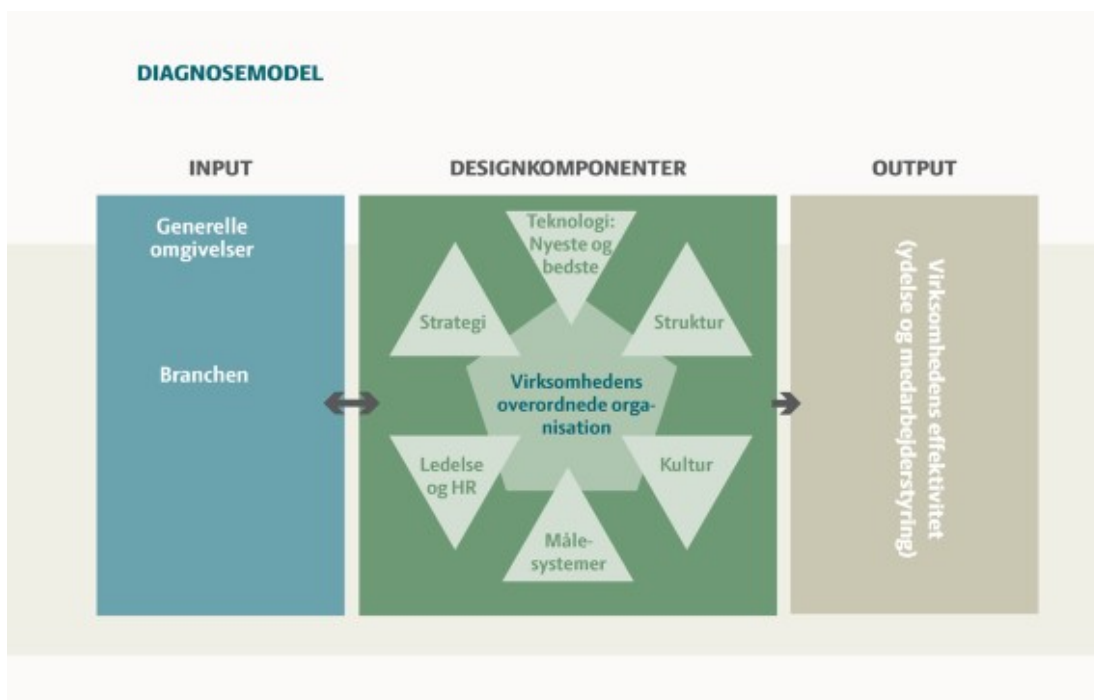 DIAGNOSEMODEL
INPUT
Generelle
omgivelser
Branchen
DESIGNKOMPONENTER
Teknologi:
Nyeste og
bedste
Strategi
Struktur
Virksomhedens
overordnede orga-
nisation
Ledelse
og HR
Kultur
Måle-
systemer
OUTPUT
Virksomhedens effektivitet
(ydelse og medarbejderstyring)